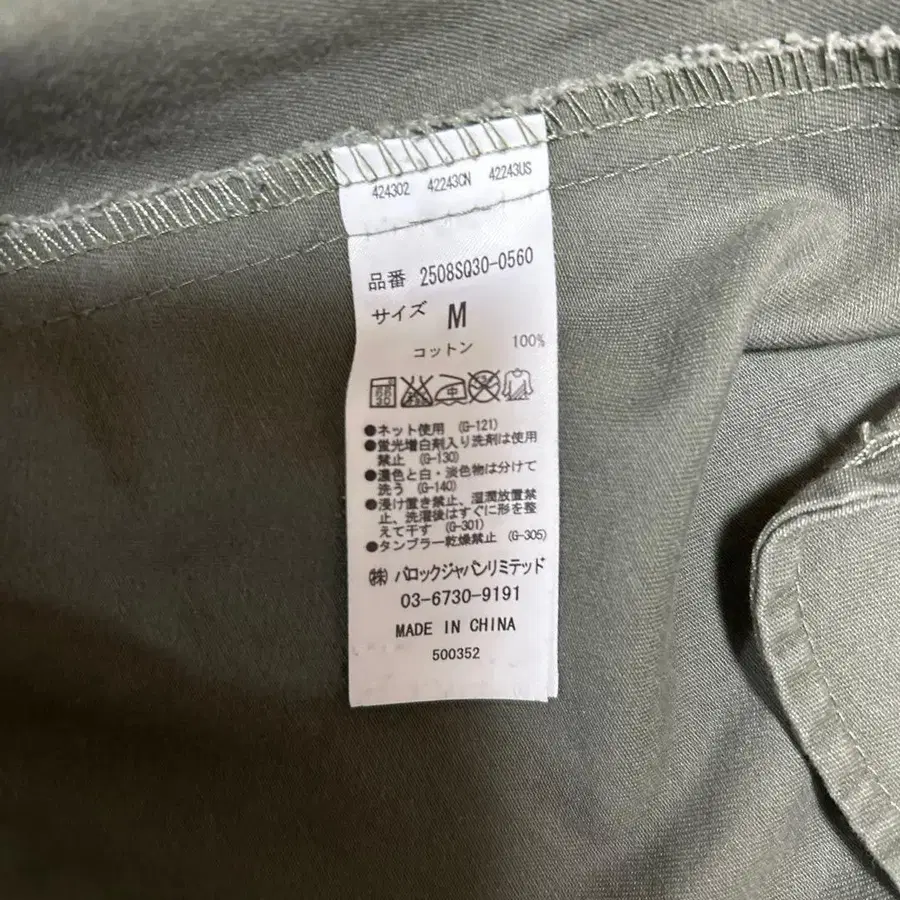 424302 42243CN 42243US
品番 2508SQ30-0560
サイズ M
コットン 100%
中
●ネット使用 (G-121)
●蛍光増白剤入り洗剤は使用
禁止 (G-130)
●濃色と白・淡色物は分けて
洗う (G-140)
●浸け置き禁止、湿潤放置禁
止、洗濯後はすぐに形を整
えて干す (G-301)
●タンブラー乾燥禁止 (G-305)
(株) バロックジャパンリミテッド
03-6730-9191
MADE IN CHINA
500352